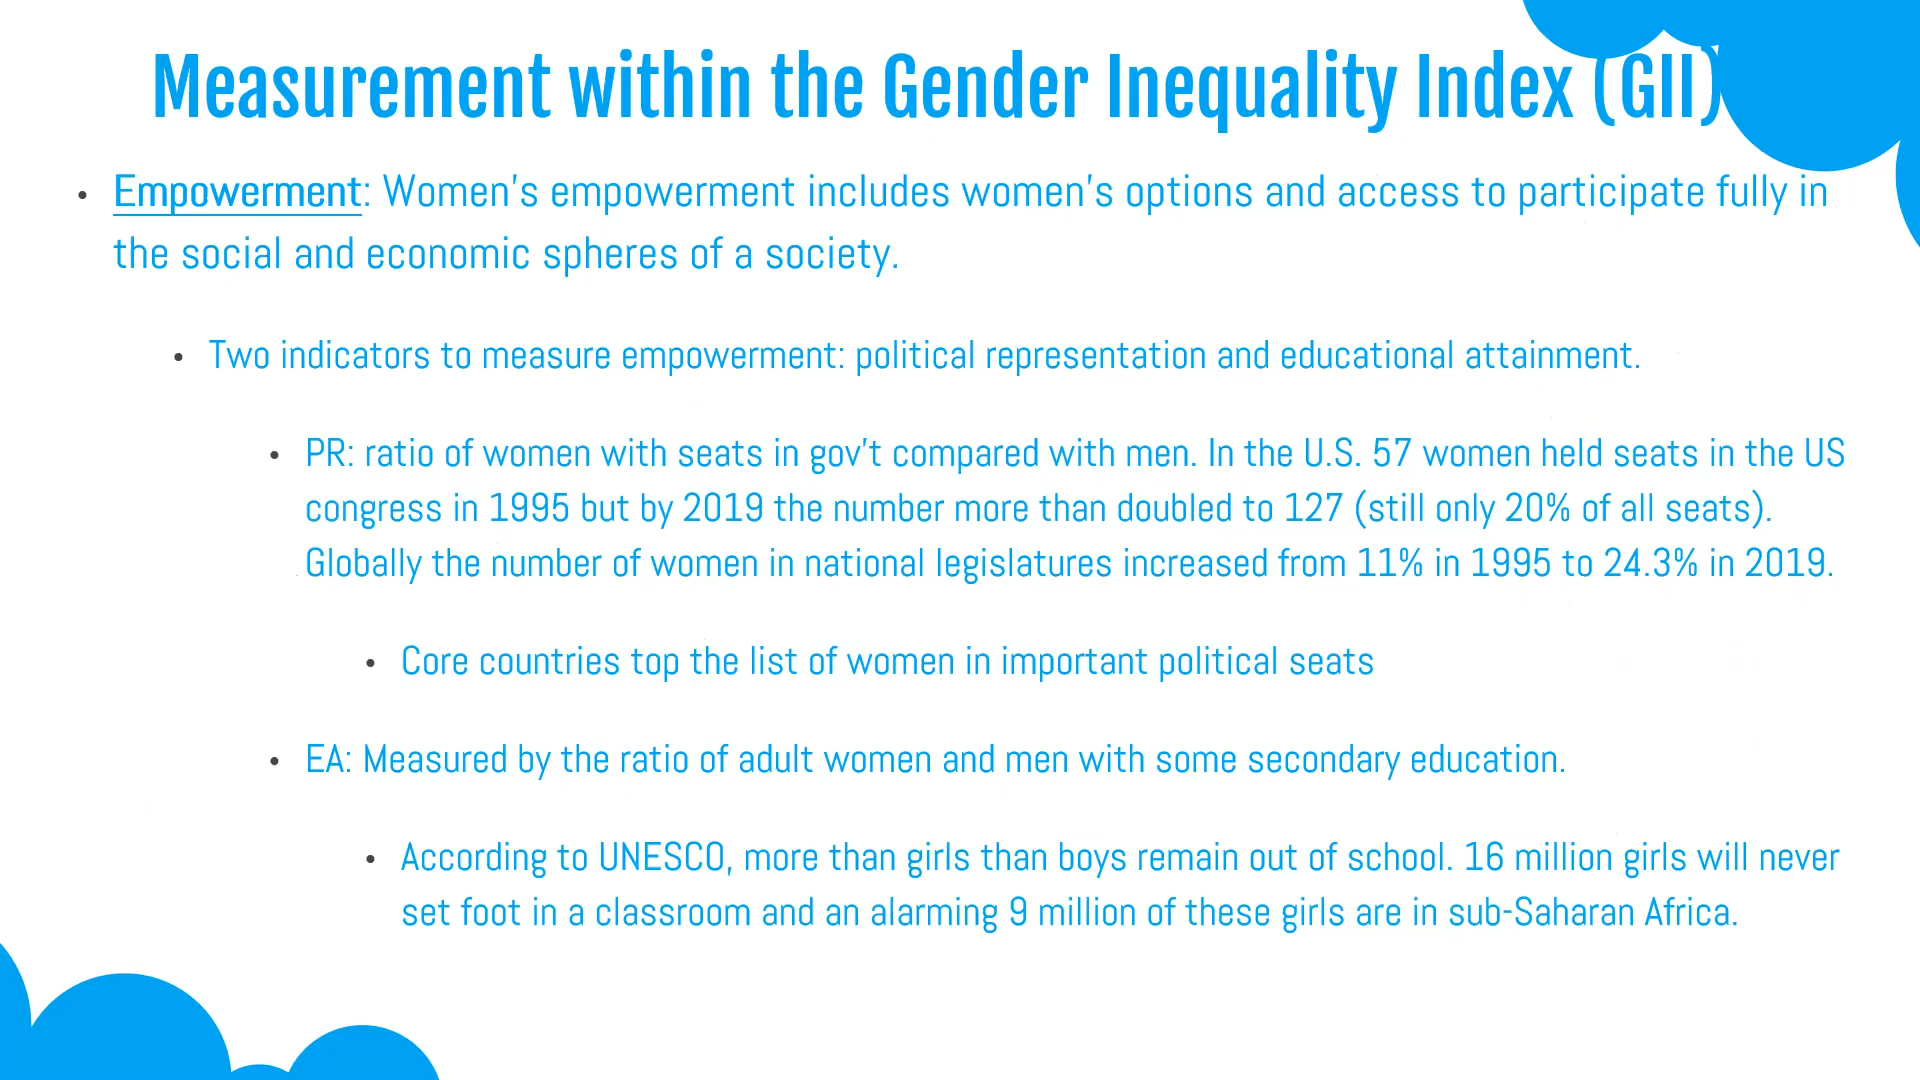 Measurement within the Gender Inequality Index (GII)
• Empowerment: Women's empowerment includes women's options and access to participate fully in
the social and economic spheres of a society.
• Two indicators to measure empowerment: political representation and educational attainment.
• PR: ratio of women with seats in gov't compared with men. In the U.S. 57 women held seats in the US
congress in 1995 but by 2019 the number more than doubled to 127 (still only 20% of all seats).
Globally the number of women in national legislatures increased from 11% in 1995 to 24.3% in 2019.
• Core countries top the list of women in important political seats
• EA: Measured by the ratio of adult women and men with some secondary education.
• According to UNESCO, more than girls than boys remain out of school. 16 million girls will never
set foot in a classroom and an alarming 9 million of these girls are in sub-Saharan Africa.